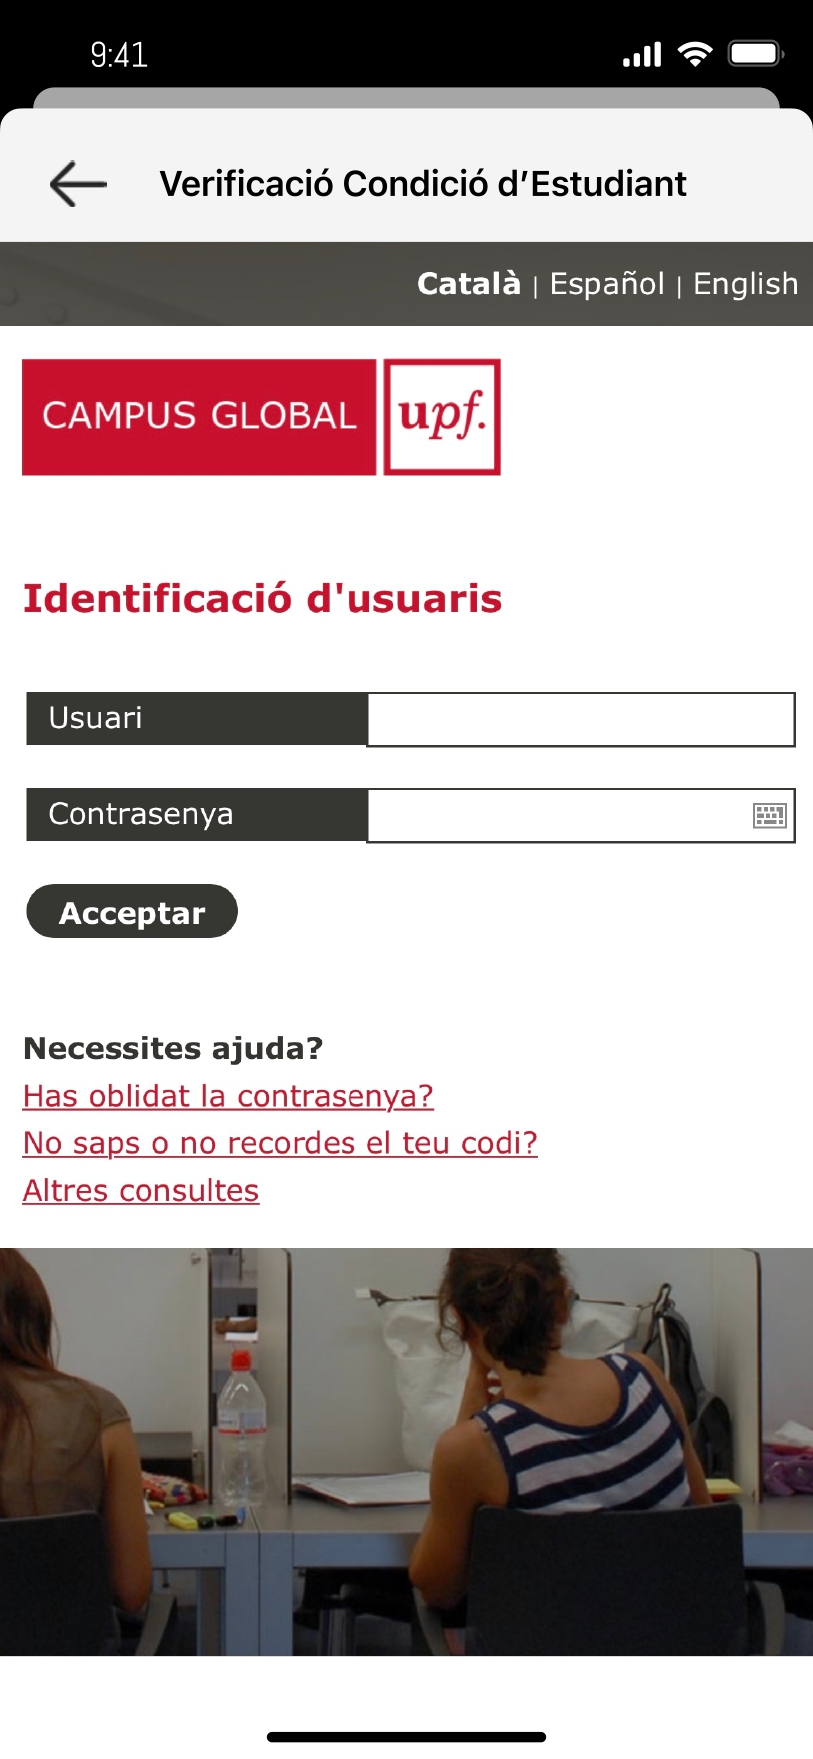 9:41
Verificació Condició d’Estudiant
Català | Español | English
CAMPUS GLOBAL upf.
Identificació d'usuaris
Usuari
Contrasenya
Acceptar
Necessites ajuda?
Has oblidat la contrasenya?
No saps o no recordes el teu codi?
Altres consultes